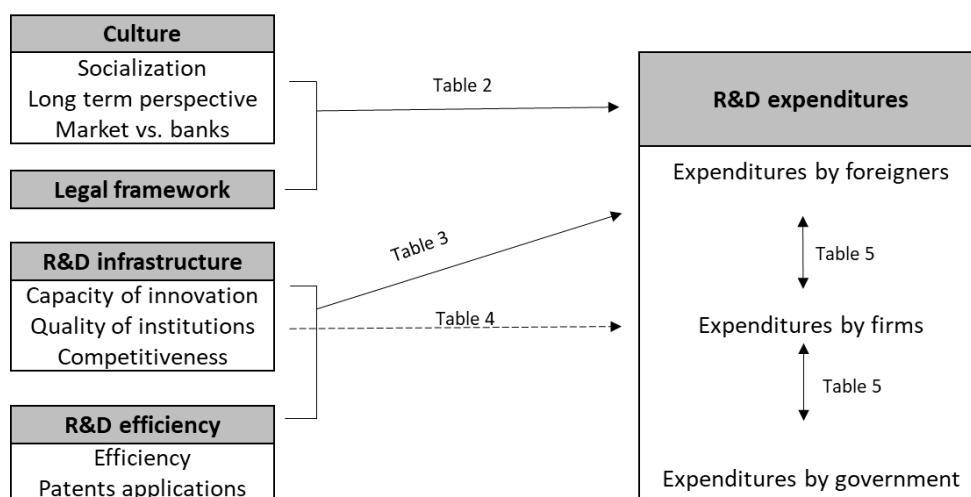 Culture
Socialization
Long term perspective
Market vs. banks
Legal framework
R&D infrastructure
Capacity of innovation
Quality of institutions
Competitiveness
R&D efficiency
Efficiency
Patents applications
Table 2
Table 3
Table 4
R&D expenditures
Expenditures by foreigners
Table 5
Expenditures by firms
Table 5
Expenditures by government